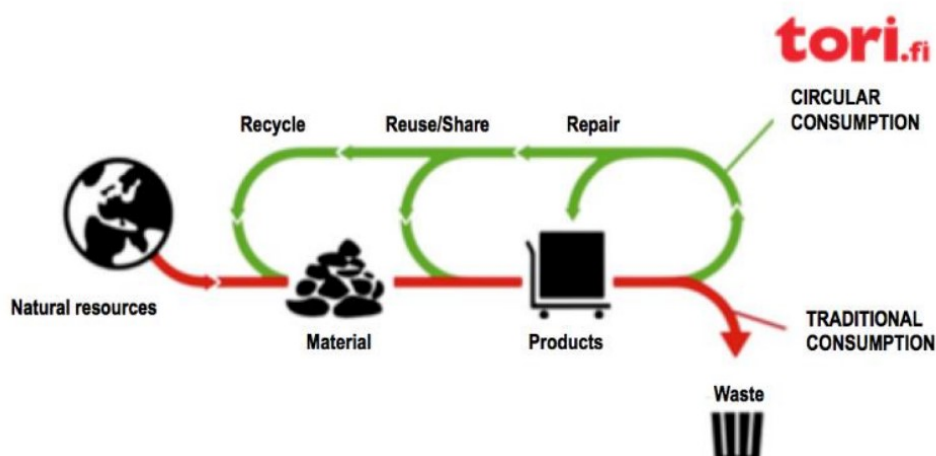 tori.fi
CIRCULAR
CONSUMPTION
Recycle
Reuse/Share
Repair
Natural resources
Material
Products
TRADITIONAL
CONSUMPTION
Waste